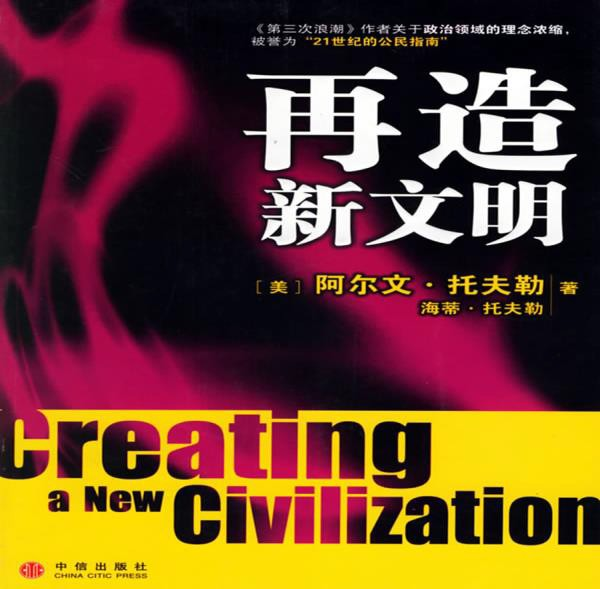 《第三次浪潮》作者关于政治领域的理念浓缩，
被誉为“21世纪的公民指南”
再造
新文明
［美］阿尔文·托夫勒 著
海蒂·托夫勒
Creating
a New Civilization
中信出版社
CHINA CITIC PRESS